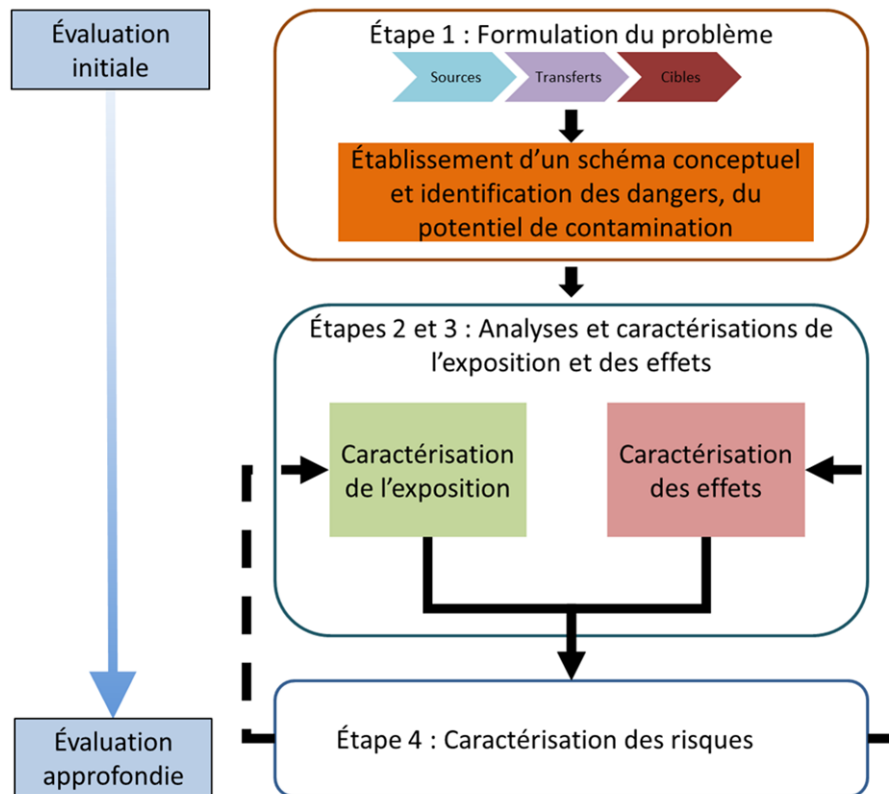 Évaluation
initiale
Étape 1 : Formulation du problème
Sources
Transferts
Cibles
Établissement d'un schéma conceptuel
et identification des dangers, du
potentiel de contamination
Étapes 2 et 3 : Analyses et caractérisations de
l'exposition et des effets
Caractérisation
de l'exposition
Caractérisation
des effets
Étape 4 : Caractérisation des risques
Évaluation
approfondie